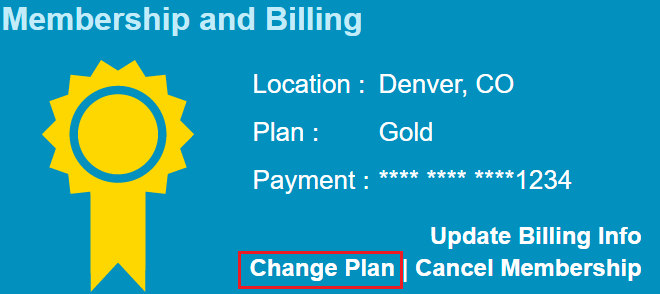 Membership and Billing
Location : Denver, CO
Plan : Gold
Payment : **** **** ****1234
Update Billing Info
Change Plan | Cancel Membership